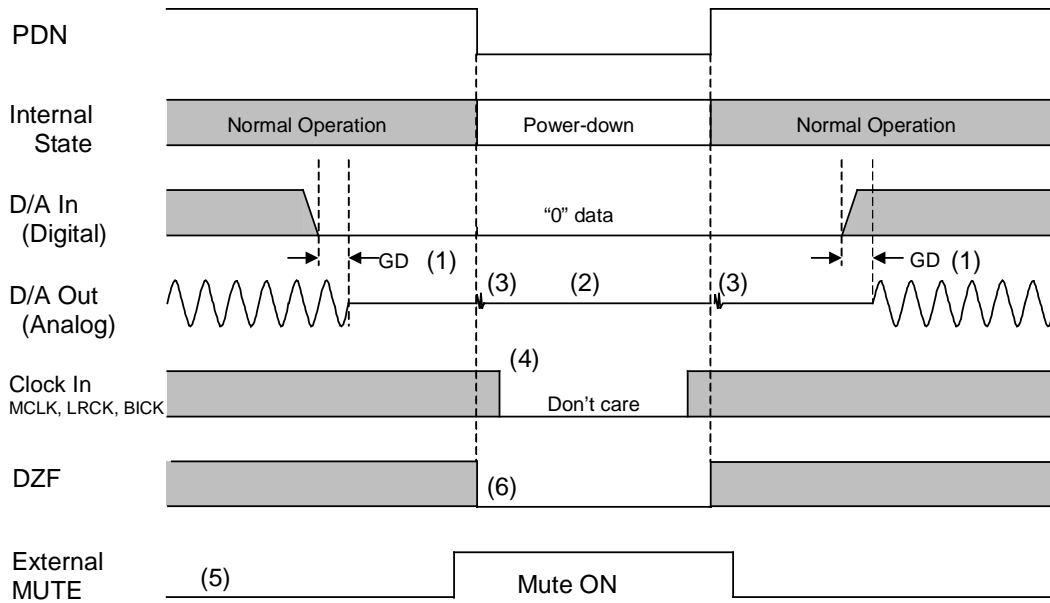 PDN
Internal
State
Normal Operation
Power-down
Normal Operation
D/A In
(Digital)
“0” data
GD (1)
GD (1)
D/A Out
(Analog)
(3)
(2)
(3)
Clock In
MCLK, LRCK, BICK
(4)
Don’t care
DZF
(6)
External
MUTE
(5)
Mute ON